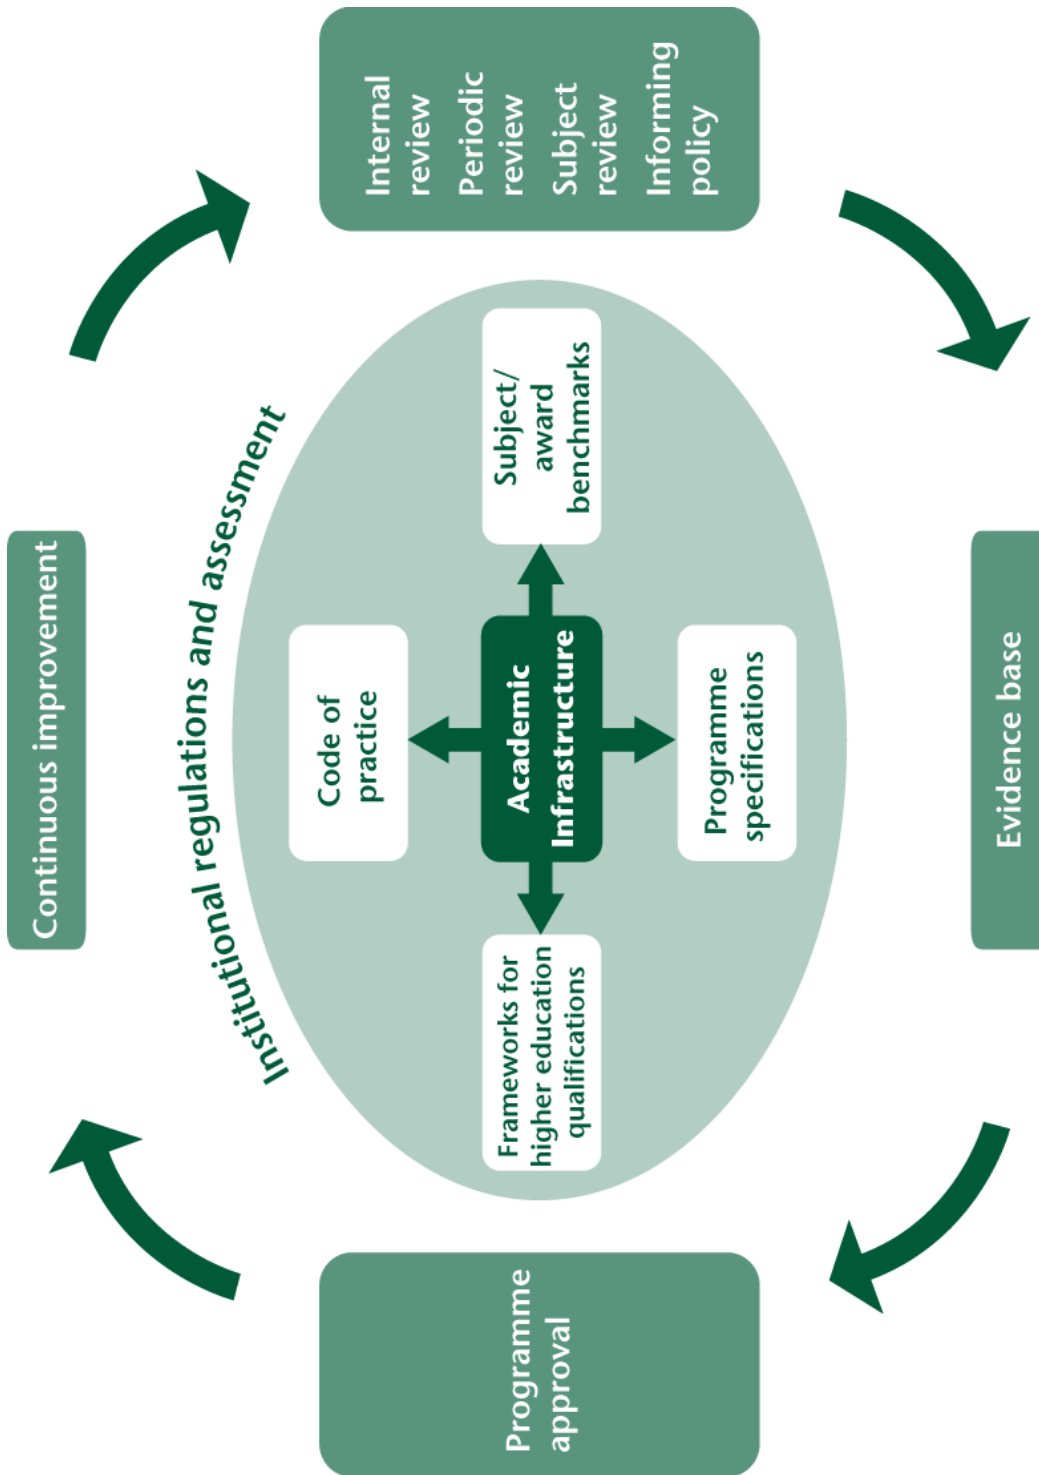 Continuous improvement
Institutional regulations and assessment
Code of
practice
Programme
approval
Frameworks for
higher education
qualifications
Academic
Infrastructure
Subject/
award
benchmarks
Internal
review
Periodic
review
Subject
review
Informing
policy
Programme
specifications
Evidence base